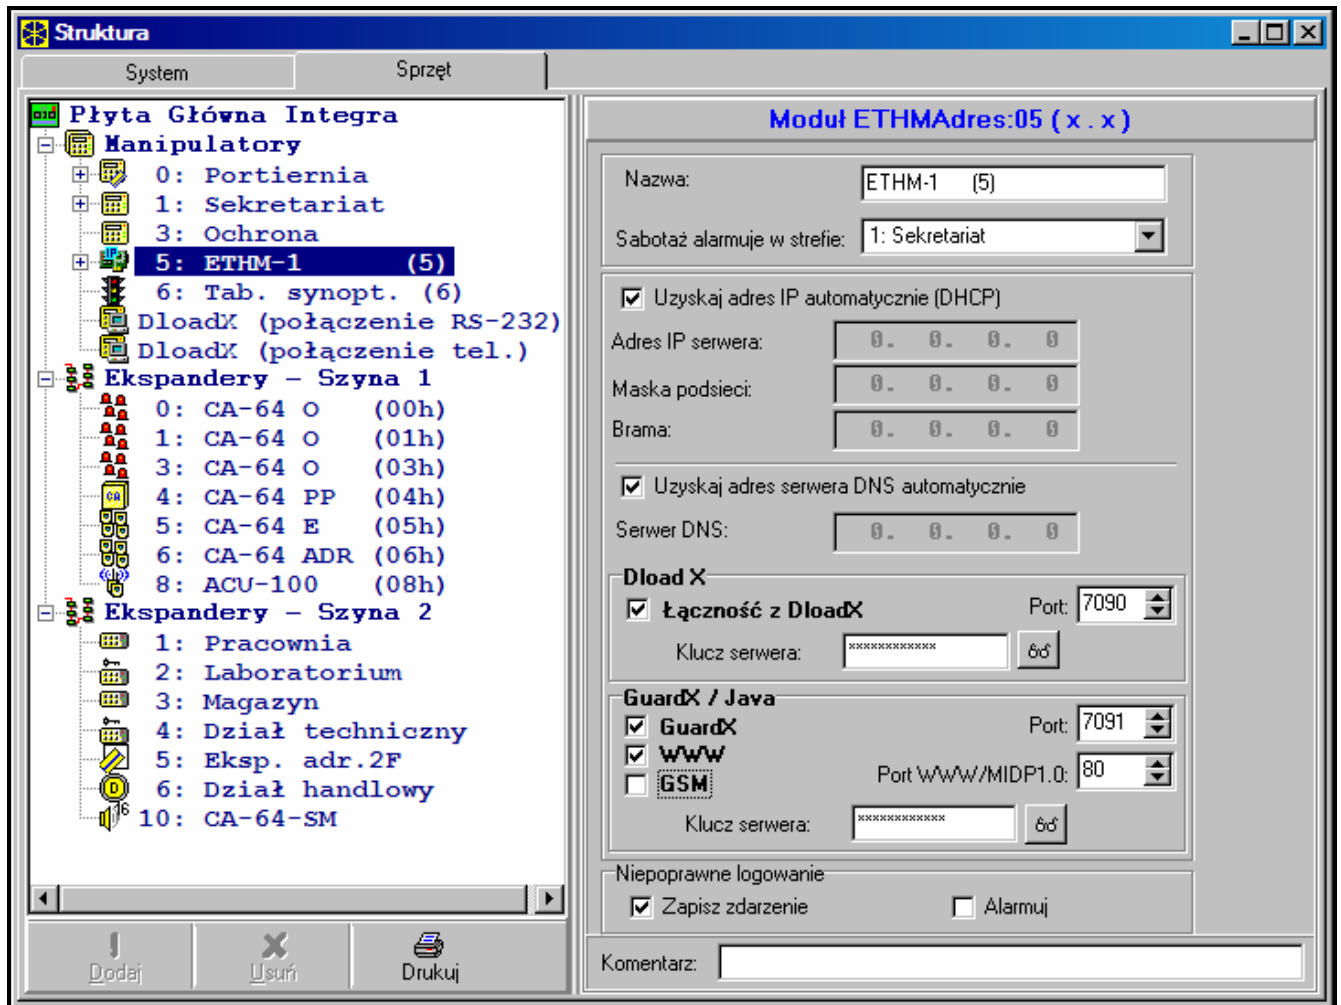 Struktura
System
Sprzęt
Płyta Główna Integra
Manipulatory
0: Portiernia
1: Sekretariat
3: Ochrona
5: ETHM-1 (5)
6: Tab. synopt. (6)
DloadX (połączenie RS-232)
DloadX (połączenie tel.)
Ekspandery - Szyna 1
0: CA-64 O (00h)
1: CA-64 O (01h)
3: CA-64 O (03h)
4: CA-64 PP (04h)
5: CA-64 E (05h)
6: CA-64 ADR (06h)
8: ACU-100 (08h)
Ekspandery - Szyna 2
1: Pracownia
2: Laboratorium
3: Magazyn
4: Dział techniczny
5: Eksp. adr.2F
6: Dział handlowy
10: CA-64-SM
Dodaj
Usuń
Drukuj
Moduł ETHMAdres:05 ( x . x )
Nazwa: ETHM-1 (5)
Sabotaż alarmuje w strefie: 1: Sekretariat
Uzyskaj adres IP automatycznie (DHCP)
Adres IP serwera: 0. 0. 0. 0
Maska podsieci: 0. 0. 0. 0
Brama: 0. 0. 0. 0
Uzyskaj adres serwera DNS automatycznie
Serwer DNS: 0. 0. 0. 0
Dload X
Łączność z DloadX Port: 7090
Klucz serwera: ************
GuardX / Java
GuardX Port: 7091
WWW
Port WWW/MIDP1.0: 80
GSM
Klucz serwera: ************
Niepoprawne logowanie
Zapisz zdarzenie Alarmuj
Komentarz: